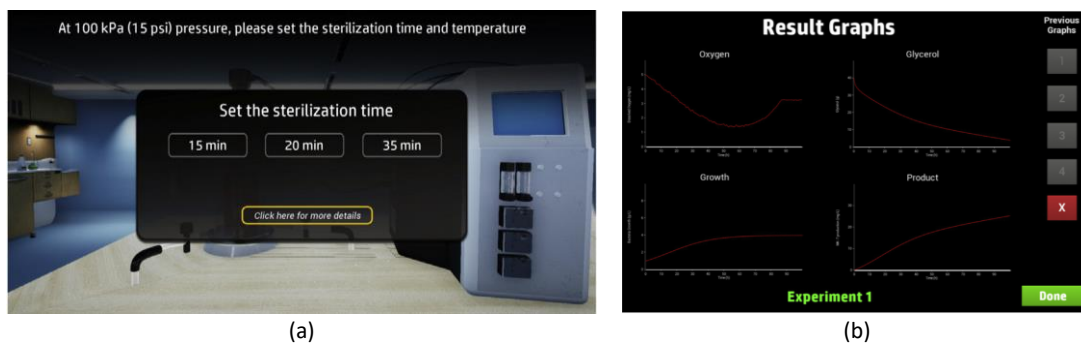 At 100 kPa (15 psi) pressure, please set the sterilization time and temperature
Set the sterilization time
15 min 20 min 35 min
Click here for more details
(a)
Result Graphs
Previous
Graphs
Oxygen Glycerol
1
2
3
4
X
Growth Product
Experiment 1
Done
(b)